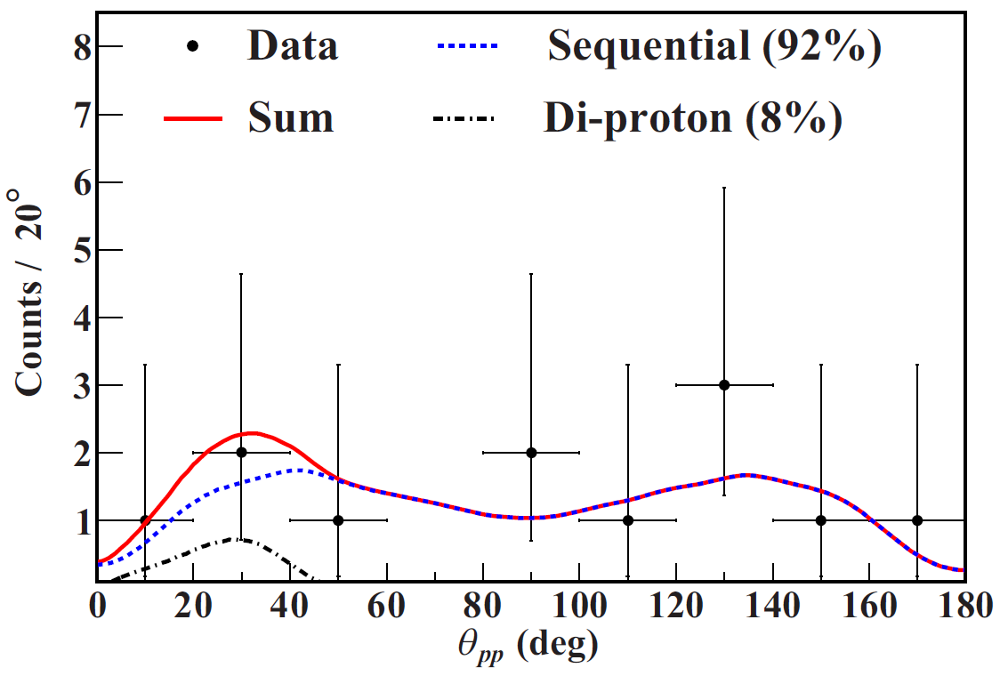 Data
Sequential (92%)
Sum
Di-proton (8%)
Counts / 20°
8
7
6
5
4
3
2
1
0 20 40 60 80 100 120 140 160 180
θpp (deg)